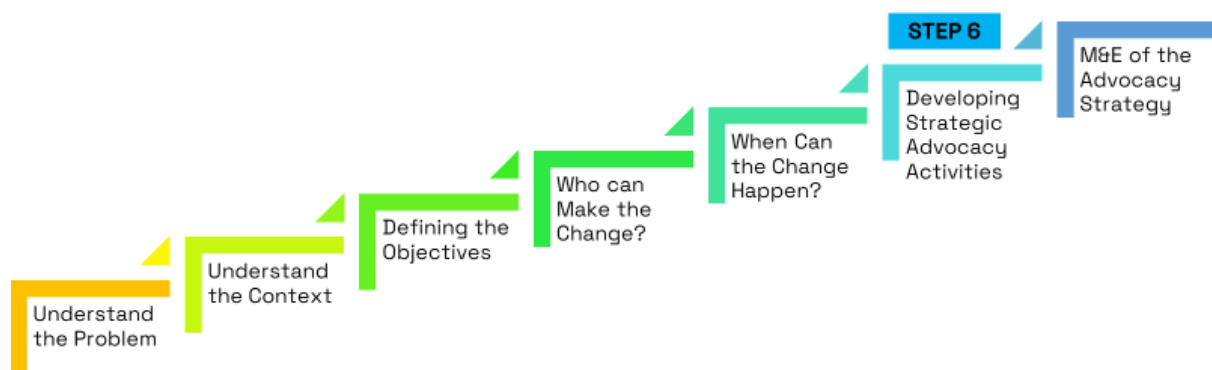 Understand
the Problem
Understand
the Context
Defining the
Objectives
Who can
Make the
Change?
When Can
the Change
Happen?
STEP 6
Developing
Strategic
Advocacy
Activities
M&E of the
Advocacy
Strategy